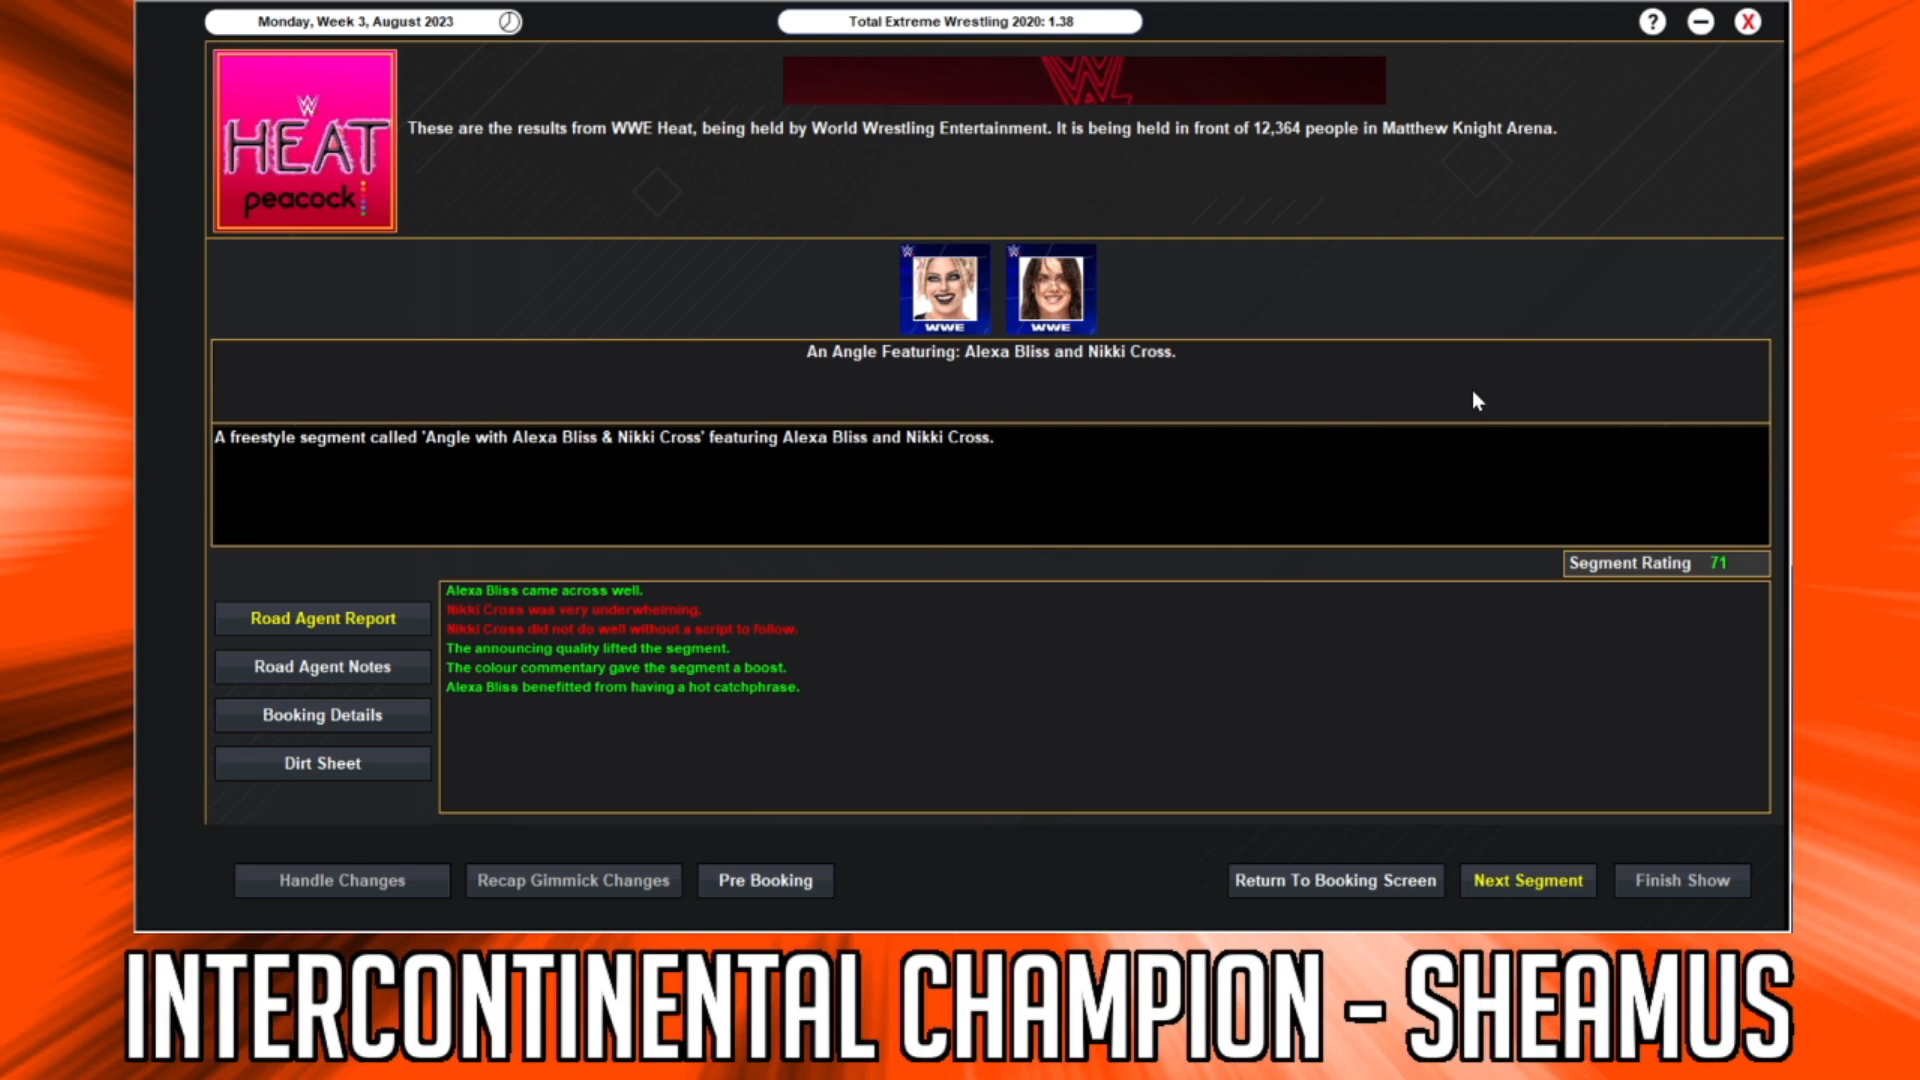 Monday, Week 3, August 2023
Total Extreme Wrestling 2020: 1.38
?
X
W
HEAT
peacock
These are the results from WWE Heat, being held by World Wrestling Entertainment. It is being held in front of 12,364 people in Matthew Knight Arena.
WWE WWE
An Angle Featuring: Alexa Bliss and Nikki Cross.
A freestyle segment called 'Angle with Alexa Bliss & Nikki Cross' featuring Alexa Bliss and Nikki Cross.
Segment Rating 71
Road Agent Report
Road Agent Notes
Booking Details
Dirt Sheet
Alexa Bliss came across well.
Nikki Cross was very underwhelming.
Nikki Cross did not do well without a script to follow.
The announcing quality lifted the segment.
The colour commentary gave the segment a boost.
Alexa Bliss benefitted from having a hot catchphrase.
Handle Changes
Recap Gimmick Changes
Pre Booking
Return To Booking Screen
Next Segment
Finish Show
INTERCONTINENTAL CHAMPION - SHEAMUS